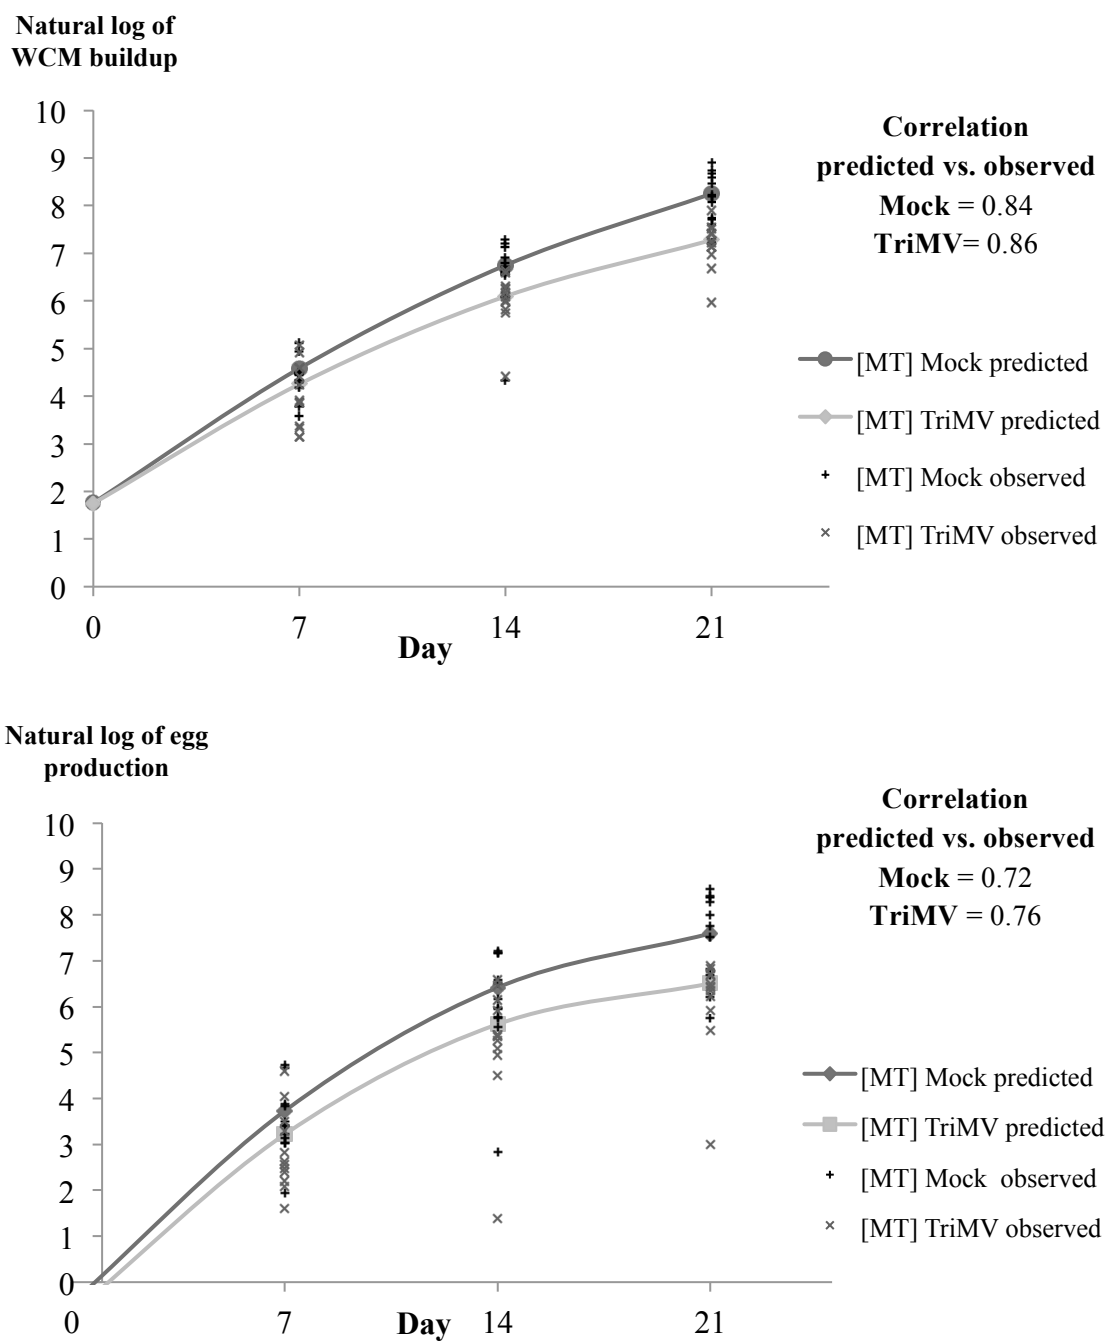 Natural log of
WCM buildup
10
9
8
7
6
5
4
3
2
1
0
0 7 14 21
Day
Correlation
predicted vs. observed
Mock = 0.84
TriMV= 0.86
[MT] Mock predicted
[MT] TriMV predicted
[MT] Mock observed
[MT] TriMV observed
Natural log of egg
production
10
9
8
7
6
5
4
3
2
1
0
0 7 Day 14 21
Correlation
predicted vs. observed
Mock = 0.72
TriMV = 0.76
[MT] Mock predicted
[MT] TriMV predicted
[MT] Mock observed
[MT] TriMV observed